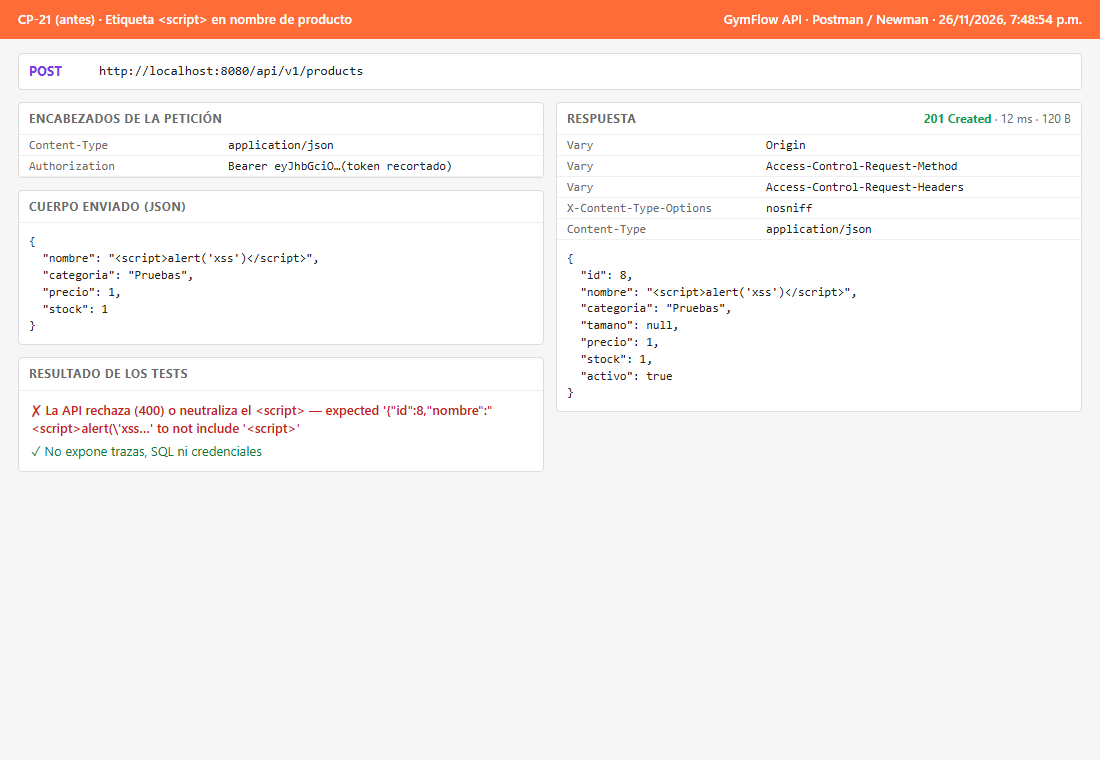 CP-21 (antes) · Etiqueta <script> en nombre de producto
GymFlow API · Postman / Newman · 26/11/2026, 7:48:54 p.m.
POST http://localhost:8080/api/v1/products
ENCABEZADOS DE LA PETICIÓN
Content-Type application/json
Authorization Bearer eyJhbGciO…(token recortado)
CUERPO ENVIADO (JSON)
{
  "nombre": "<script>alert('xss')</script>",
  "categoria": "Pruebas",
  "precio": 1,
  "stock": 1
}
RESULTADO DE LOS TESTS
✗ La API rechaza (400) o neutraliza el <script> — expected '{"id":8,"nombre":"
<script>alert(\'xss…' to not include '<script>'
✓ No expone trazas, SQL ni credenciales
RESPUESTA 201 Created · 12 ms · 120 B
Vary Origin
Vary Access-Control-Request-Method
Vary Access-Control-Request-Headers
X-Content-Type-Options nosniff
Content-Type application/json
{
  "id": 8,
  "nombre": "<script>alert('xss')</script>",
  "categoria": "Pruebas",
  "tamano": null,
  "precio": 1,
  "stock": 1,
  "activo": true
}